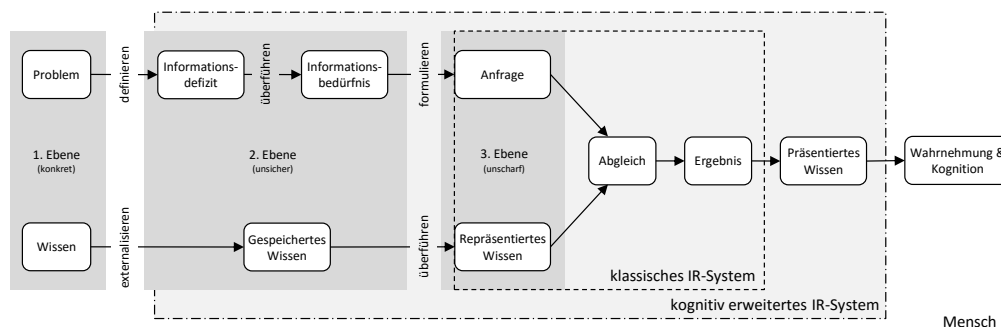 Problem
definieren
Informations-
defizit
überführen
Informations-
bedürfnis
formulieren
Anfrage
1. Ebene
(konkret)
2. Ebene
(unsicher)
3. Ebene
(unscharf)
Abgleich
Ergebnis
Präsentiertes
Wissen
Wahrnehmung &
Kognition
Wissen
externalisieren
Gespeichertes
Wissen
überführen
Repräsentiertes
Wissen
klassisches IR-System
kognitiv erweitertes IR-System
Mensch